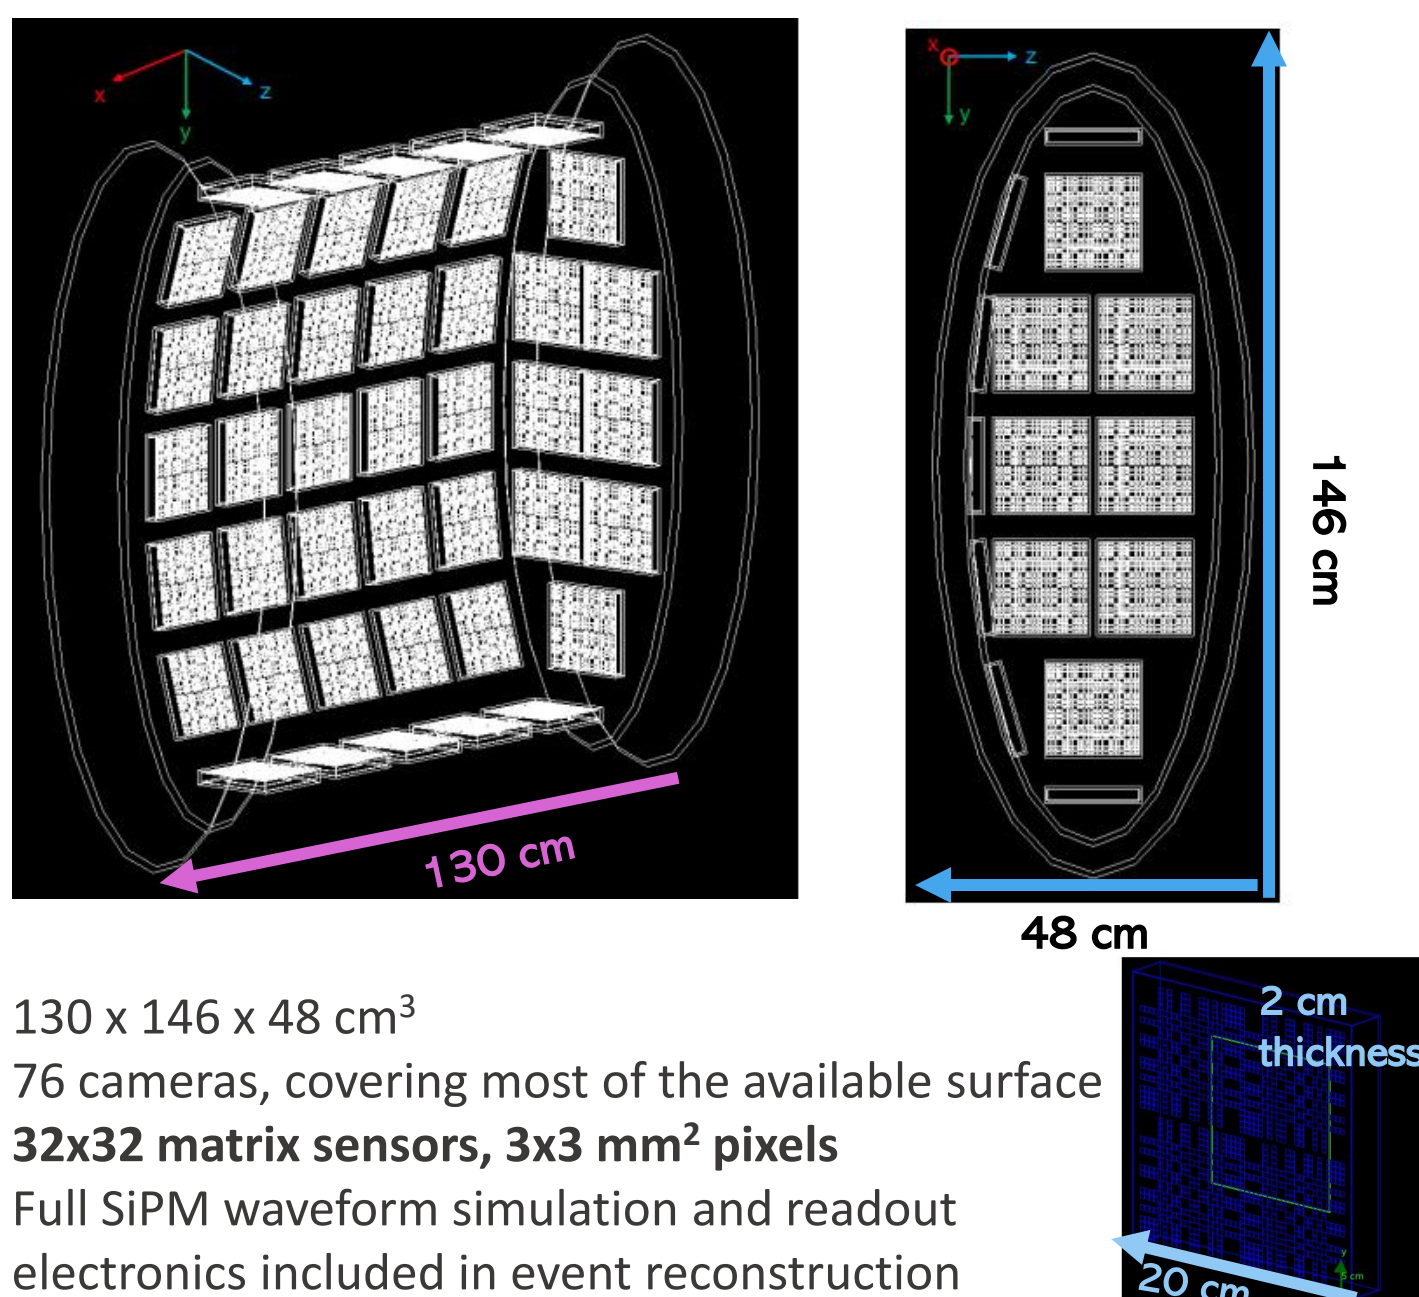 x
z
y
x
z
y
146 cm
130 cm
48 cm
130 x 146 x 48 cm³
76 cameras, covering most of the available surface
32x32 matrix sensors, 3x3 mm² pixels
Full SiPM waveform simulation and readout
electronics included in event reconstruction
2 cm
thickness
y
5 cm
20 cm